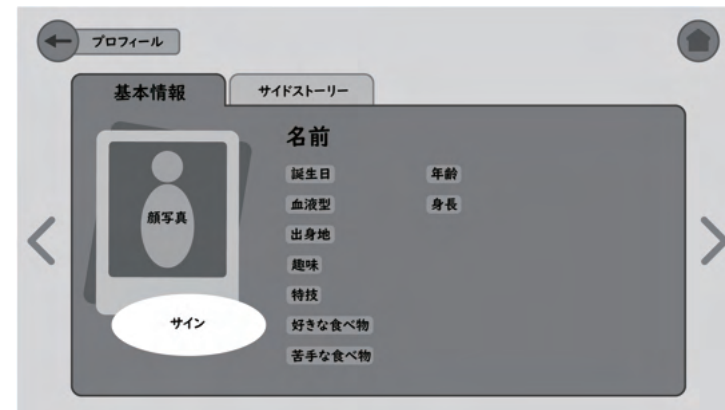 プロフィール
基本情報
サイドストーリー
名前
誕生日 年齢
血液型 身長
出身地
趣味
特技
好きな食べ物
苦手な食べ物
顔写真
サイン